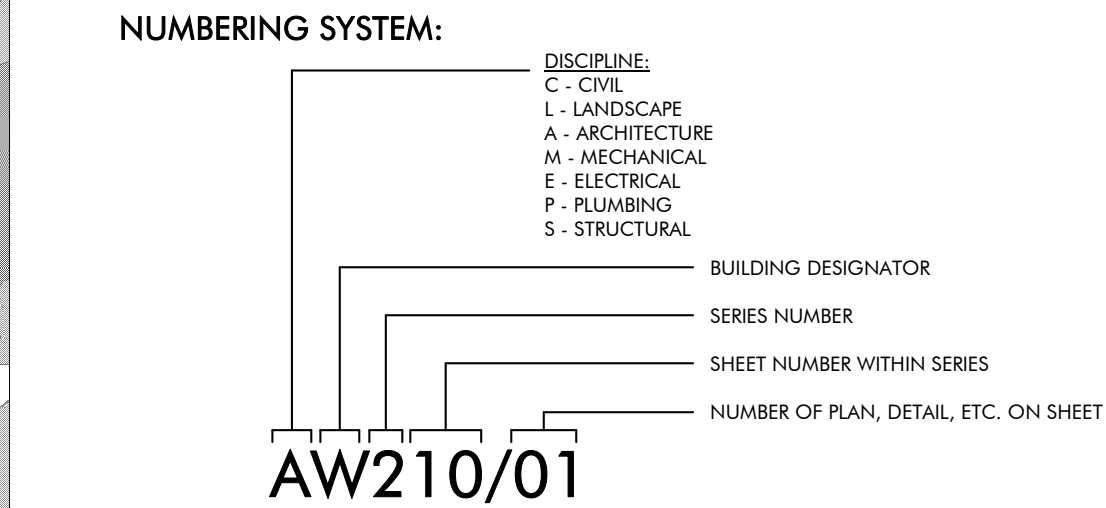 NUMBERING SYSTEM:
DISCIPLINE:
C - CIVIL
L - LANDSCAPE
A - ARCHITECTURE
M - MECHANICAL
E - ELECTRICAL
P - PLUMBING
S - STRUCTURAL
BUILDING DESIGNATOR
SERIES NUMBER
SHEET NUMBER WITHIN SERIES
NUMBER OF PLAN, DETAIL, ETC. ON SHEET
AW210/01